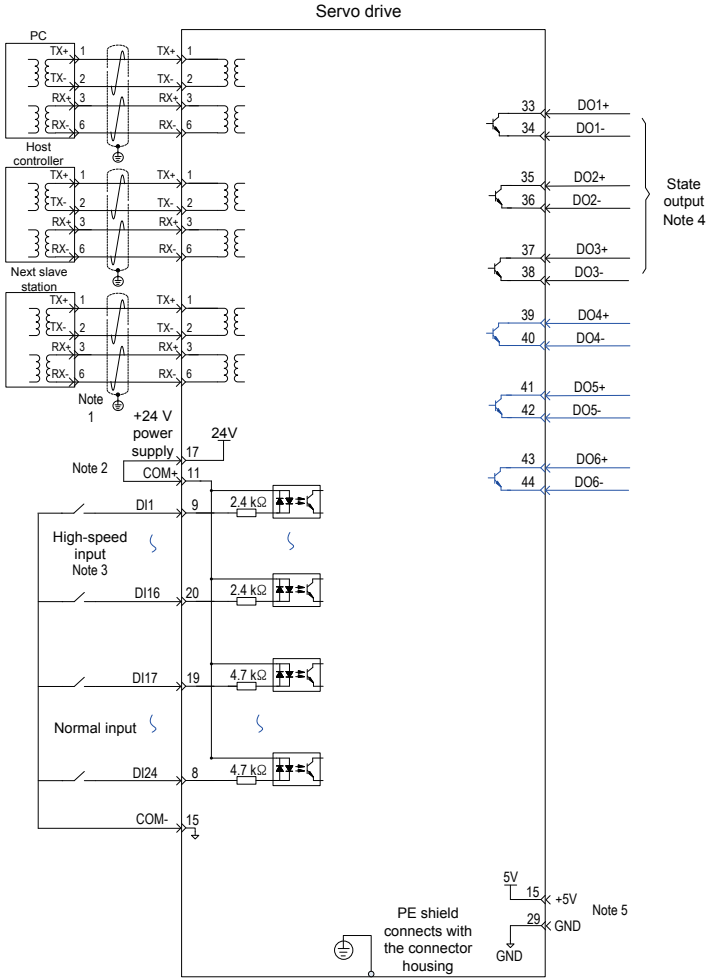 Servo drive
PC
TX+ 1 TX+ 1
TX- 2 TX- 2
RX+ 3 RX+ 3
RX- 6 RX- 6
Host
controller
TX+ 1 TX+ 1
TX- 2 TX- 2
RX+ 3 RX+ 3
RX- 6 RX- 6
Next slave
station
TX+ 1 TX+ 1
TX- 2 TX- 2
RX+ 3 RX+ 3
RX- 6 RX- 6
Note
1
+24 V
power
supply
17
24V
Note 2
COM+ 11
DI1 9 2.4 kΩ
High-speed
input
Note 3
DI16 20 2.4 kΩ
DI17 19 4.7 kΩ
Normal input
DI24 8 4.7 kΩ
COM- 15
33 DO1+
34 DO1-
35 DO2+
36 DO2-
37 DO3+
38 DO3-
State
output
Note 4
39 DO4+
40 DO4-
41 DO5+
42 DO5-
43 DO6+
44 DO6-
5V
15 +5V
Note 5
29 GND
GND
PE shield
connects with
the connector
housing